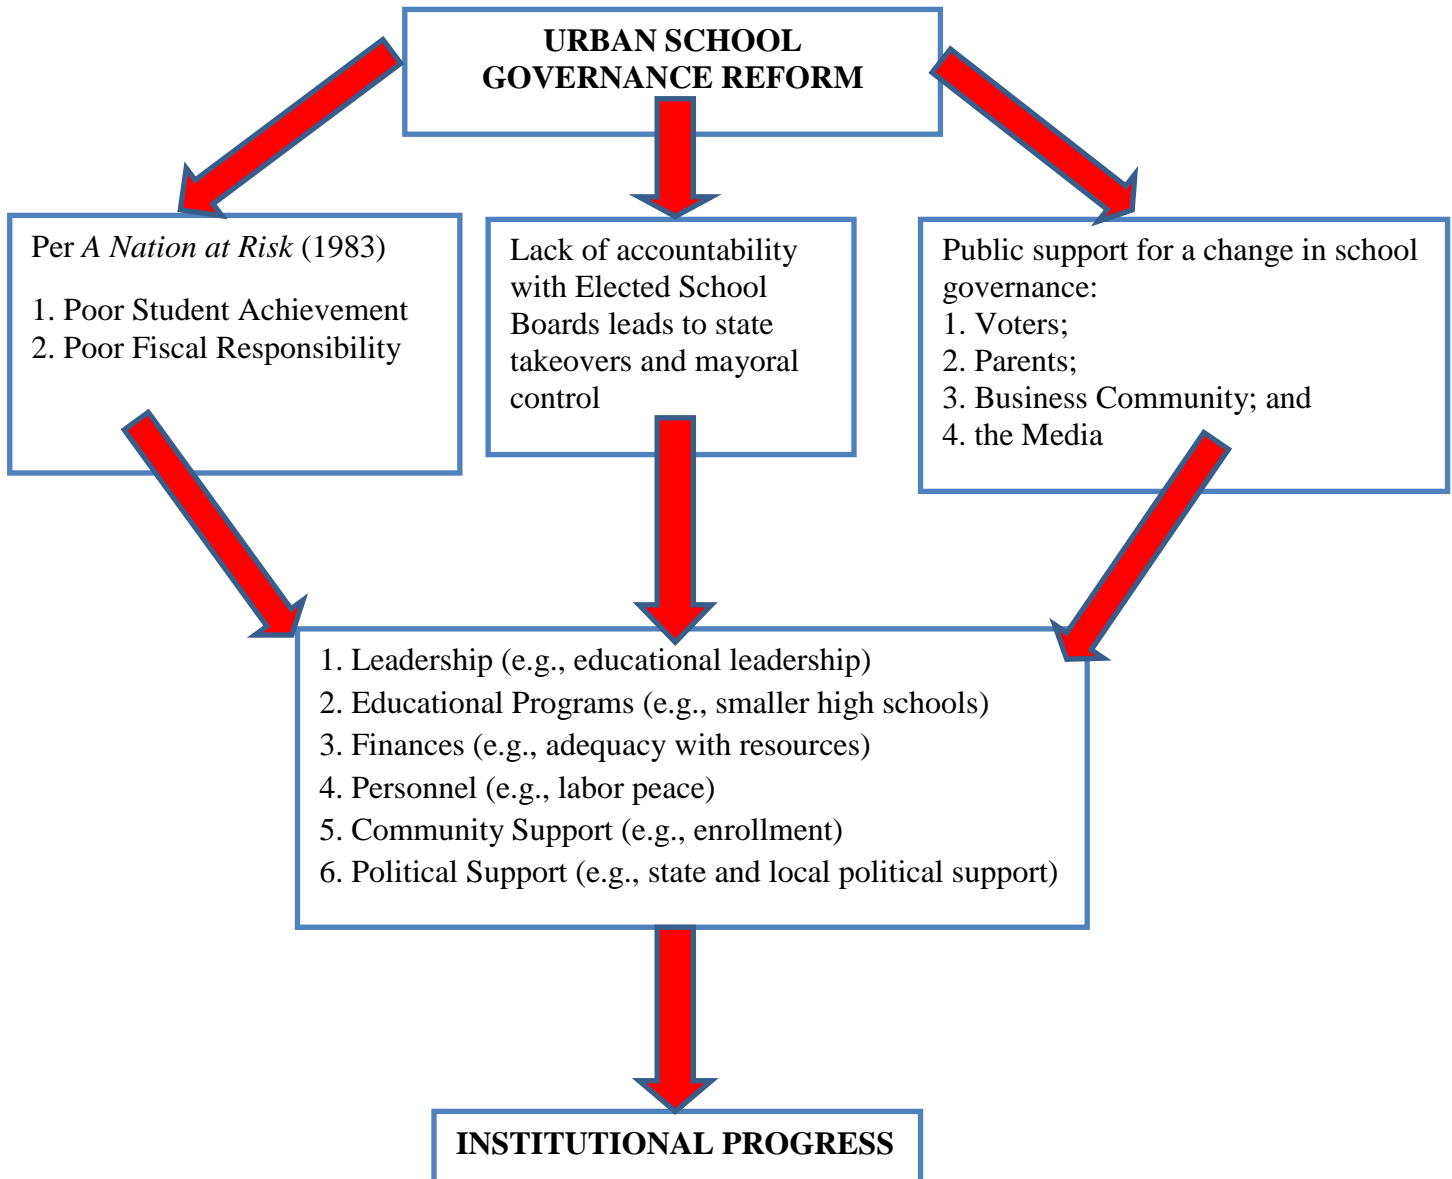 URBAN SCHOOL
GOVERNANCE REFORM
Per A Nation at Risk (1983)
1. Poor Student Achievement
2. Poor Fiscal Responsibility
Lack of accountability
with Elected School
Boards leads to state
takeovers and mayoral
control
Public support for a change in school
governance:
1. Voters;
2. Parents;
3. Business Community; and
4. the Media
1. Leadership (e.g., educational leadership)
2. Educational Programs (e.g., smaller high schools)
3. Finances (e.g., adequacy with resources)
4. Personnel (e.g., labor peace)
5. Community Support (e.g., enrollment)
6. Political Support (e.g., state and local political support)
INSTITUTIONAL PROGRESS